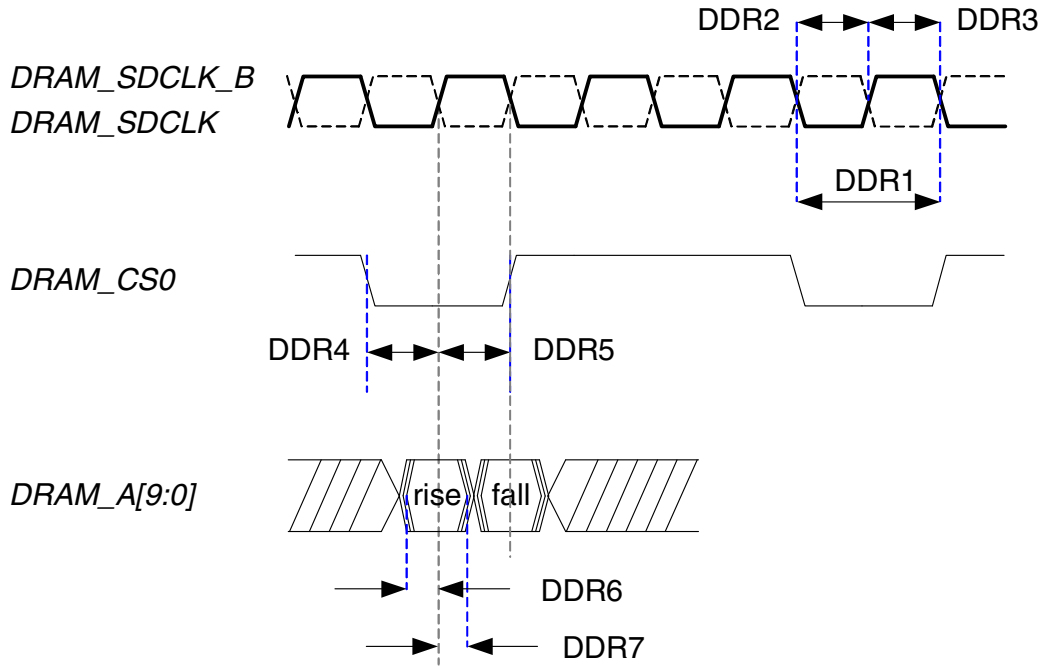 DDR2 DDR3
DRAM_SDCLK_B
DRAM_SDCLK
DDR1
DRAM_CS0
DDR4 DDR5
DRAM_A[9:0] rise fall
DDR6
DDR7